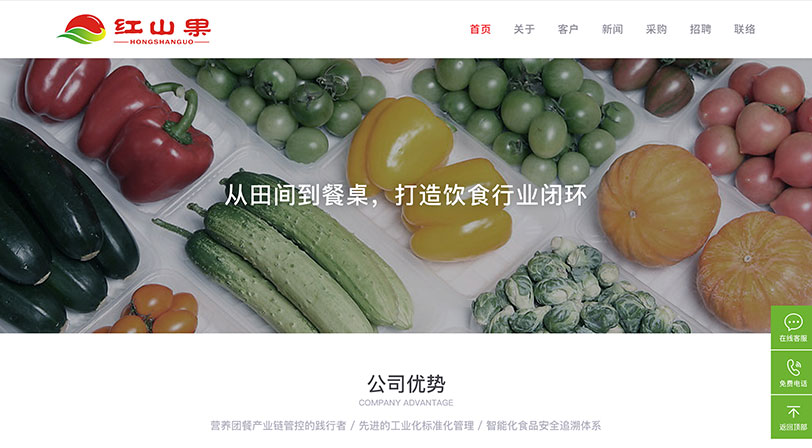 红山果
HONGSHANGUO
首页 关于 客户 新闻 采购 招聘 联络
从田间到餐桌，打造饮食行业闭环
在线客服
免费电话
返回顶部
公司优势
COMPANY ADVANTAGE
营养团餐产业链管控的践行者 / 先进的工业化标准化管理 / 智能化食品安全追溯体系